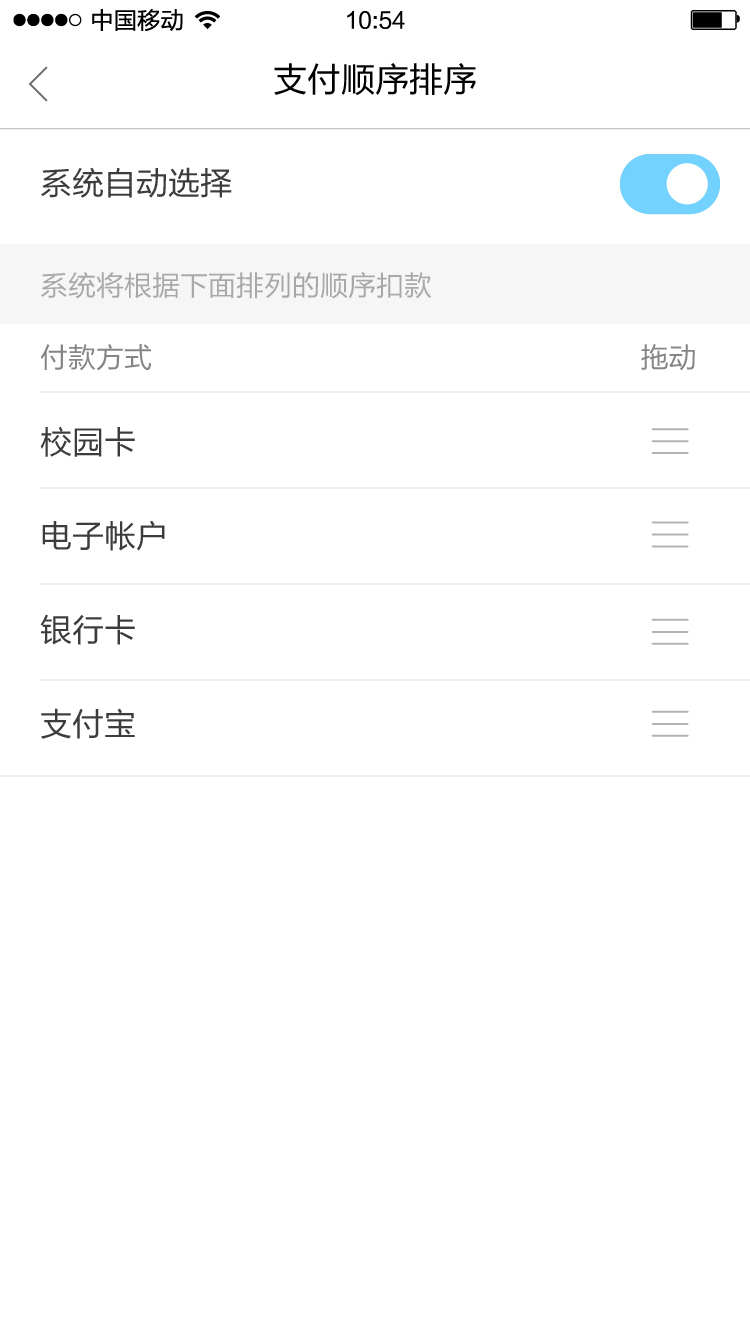 中国移动 10:54
支付顺序排序
系统自动选择
系统将根据下面排列的顺序扣款
付款方式 拖动
校园卡
电子帐户
银行卡
支付宝